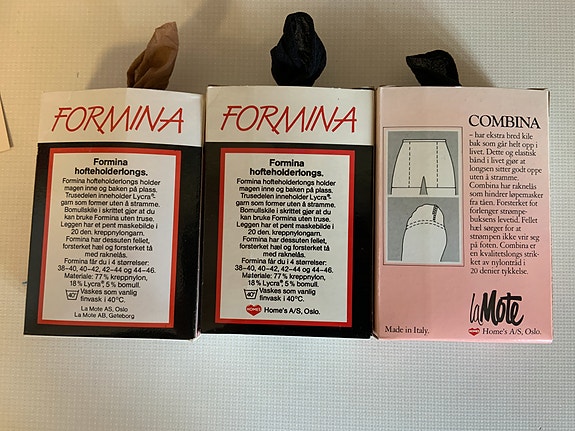 FORMINA
Formina
hofteholderlongs.
Formina hofteholderlongs holder
magen inne og baken på plass.
Trusedelen inneholder Lycra®-
garn som former uten å stramme.
Bomullskile i skrittet gjør at du
kan bruke Formina uten truse.
Leggen har et pent maskebilde i
20 den. kreppnylongarn.
Formina har dessuten fellet,
forsterket hæl og forsterket tå
med raknelås.
Formina får du i 4 størrelser:
38–40, 40–42, 42–44 og 44–46.
Materiale: 77 % kreppnylon,
18 % Lycra®, 5 % bomull.
40° Vaskes som vanlig
finvask i 40°C.
La Mote AS, Oslo
La Mote AB, Gøteborg
FORMINA
Formina
hofteholderlongs.
Formina hofteholderlongs holder
magen inne og baken på plass.
Trusedelen inneholder Lycra®-
garn som former uten å stramme.
Bomullskile i skrittet gjør at du
kan bruke Formina uten truse.
Leggen har et pent maskebilde i
20 den. kreppnylongarn.
Formina har dessuten fellet,
forsterket hæl og forsterket tå
med raknelås.
Formina får du i 4 størrelser:
38–40, 40–42, 42–44 og 44–46.
Materiale: 77 % kreppnylon,
18 % Lycra®, 5 % bomull.
40° Vaskes som vanlig
finvask i 40°C.
HOME'S Home's A/S, Oslo.
COMBINA
– har ekstra bred kile
bak som går helt opp i
livet. Dette og elastisk
bånd i livet gjør at
longsen sitter godt oppe
uten å stramme.
Combina har raknelås
som hindrer løpemasker
fra tåen. Forsterket for
forlenger strømpe-
buksens levetid. Fellet
hæl sørger for at
strømpen ikke vrir seg
på foten. Combina er
en kvalitetslongs strik-
ket av nylontråd i
20 denier tykkelse.
la Mote
Made in Italy.
HOME'S Home's A/S, Oslo.